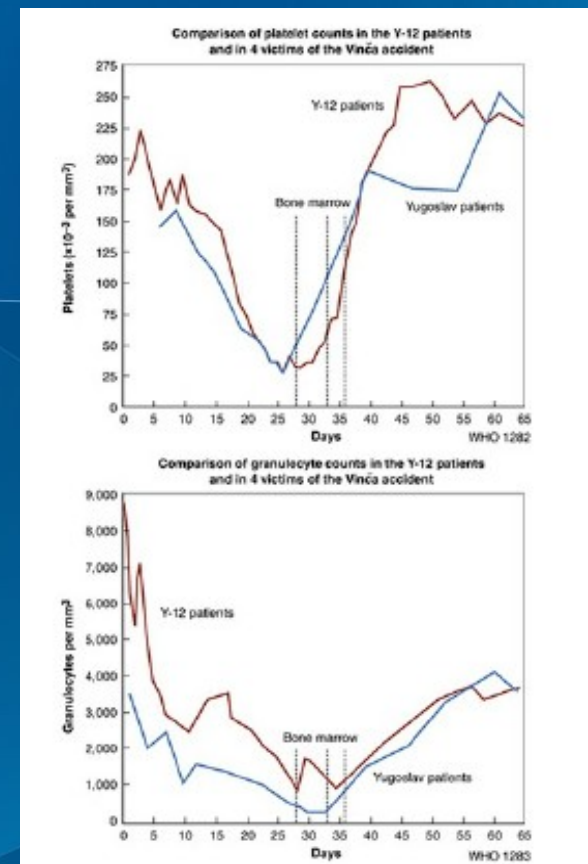 Comparison of platelet counts in the Y-12 patients
and in 4 victims of the Vinča accident
275
250
225
200
175
150
125
100
75
50
25
0
Platelets (×10⁻³ per mm³)
Y-12 patients
Bone marrow
Yugoslav patients
0 5 10 15 20 25 30 35 40 45 50 55 60 65
Days
WHO 1282
Comparison of granulocyte counts in the Y-12 patients
and in 4 victims of the Vinča accident
9,000
8,000
7,000
6,000
5,000
4,000
3,000
2,000
1,000
0
Granulocytes per mm³
Y-12 patients
Bone marrow
Yugoslav patients
0 5 10 15 20 25 30 35 40 45 50 55 60 65
Days
WHO 1283